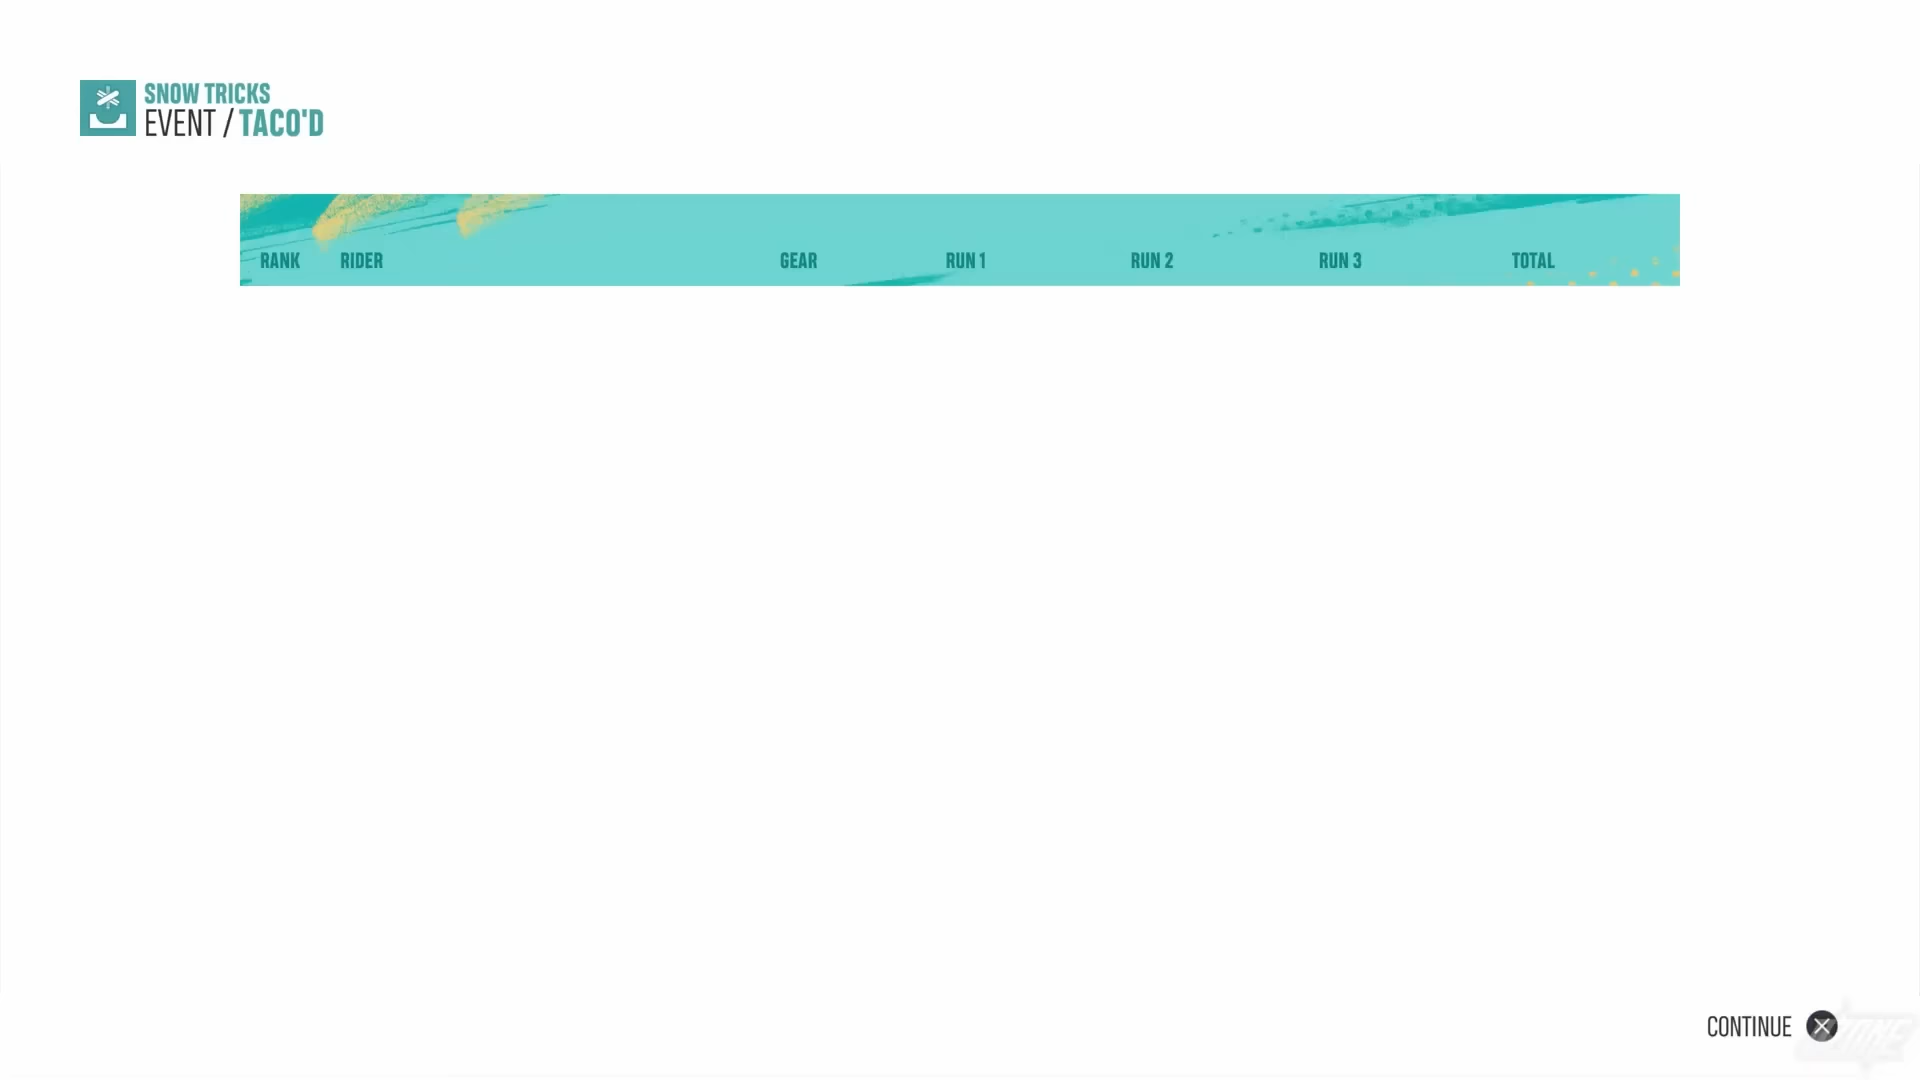 SNOW TRICKS
EVENT / TACO'D
RANK RIDER GEAR RUN 1 RUN 2 RUN 3 TOTAL
CONTINUE